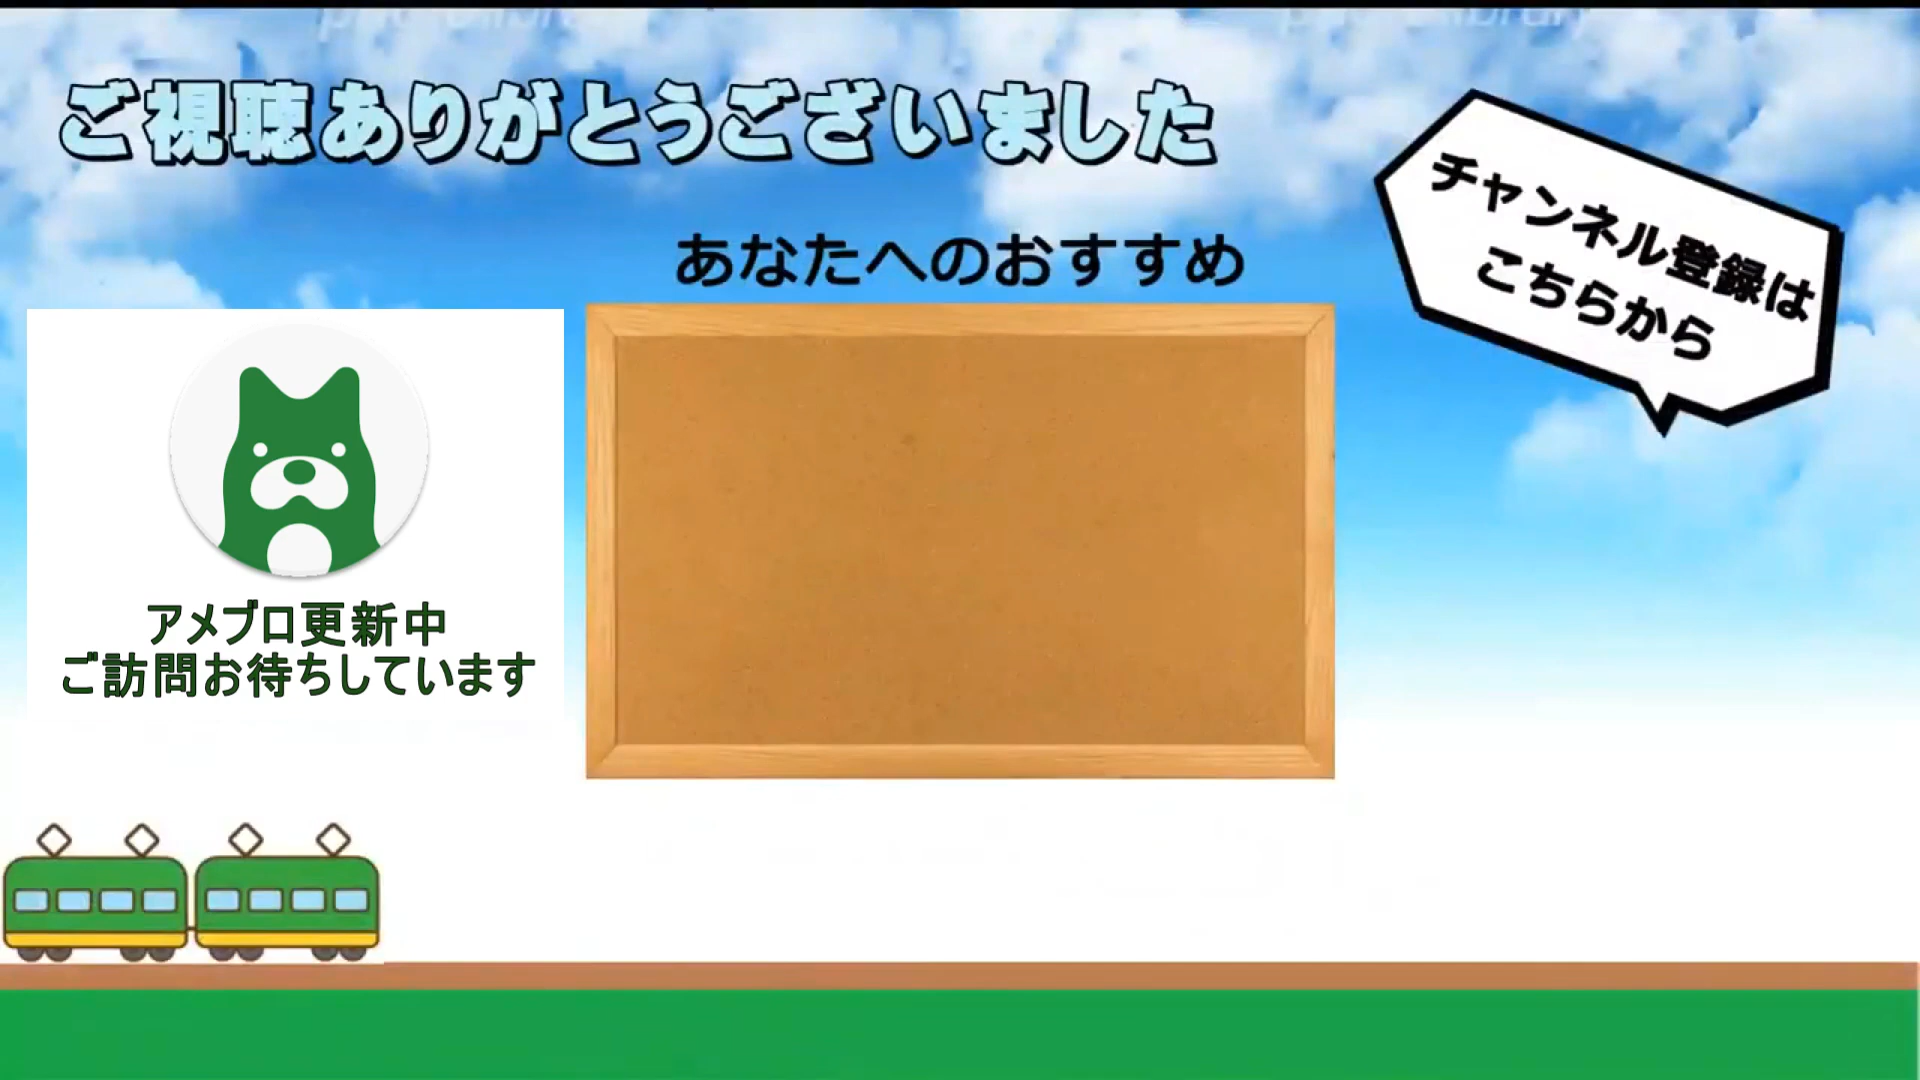 ご視聴ありがとうございました
チャンネル登録は
こちらから
あなたへのおすすめ
アメブロ更新中
ご訪問お待ちしています